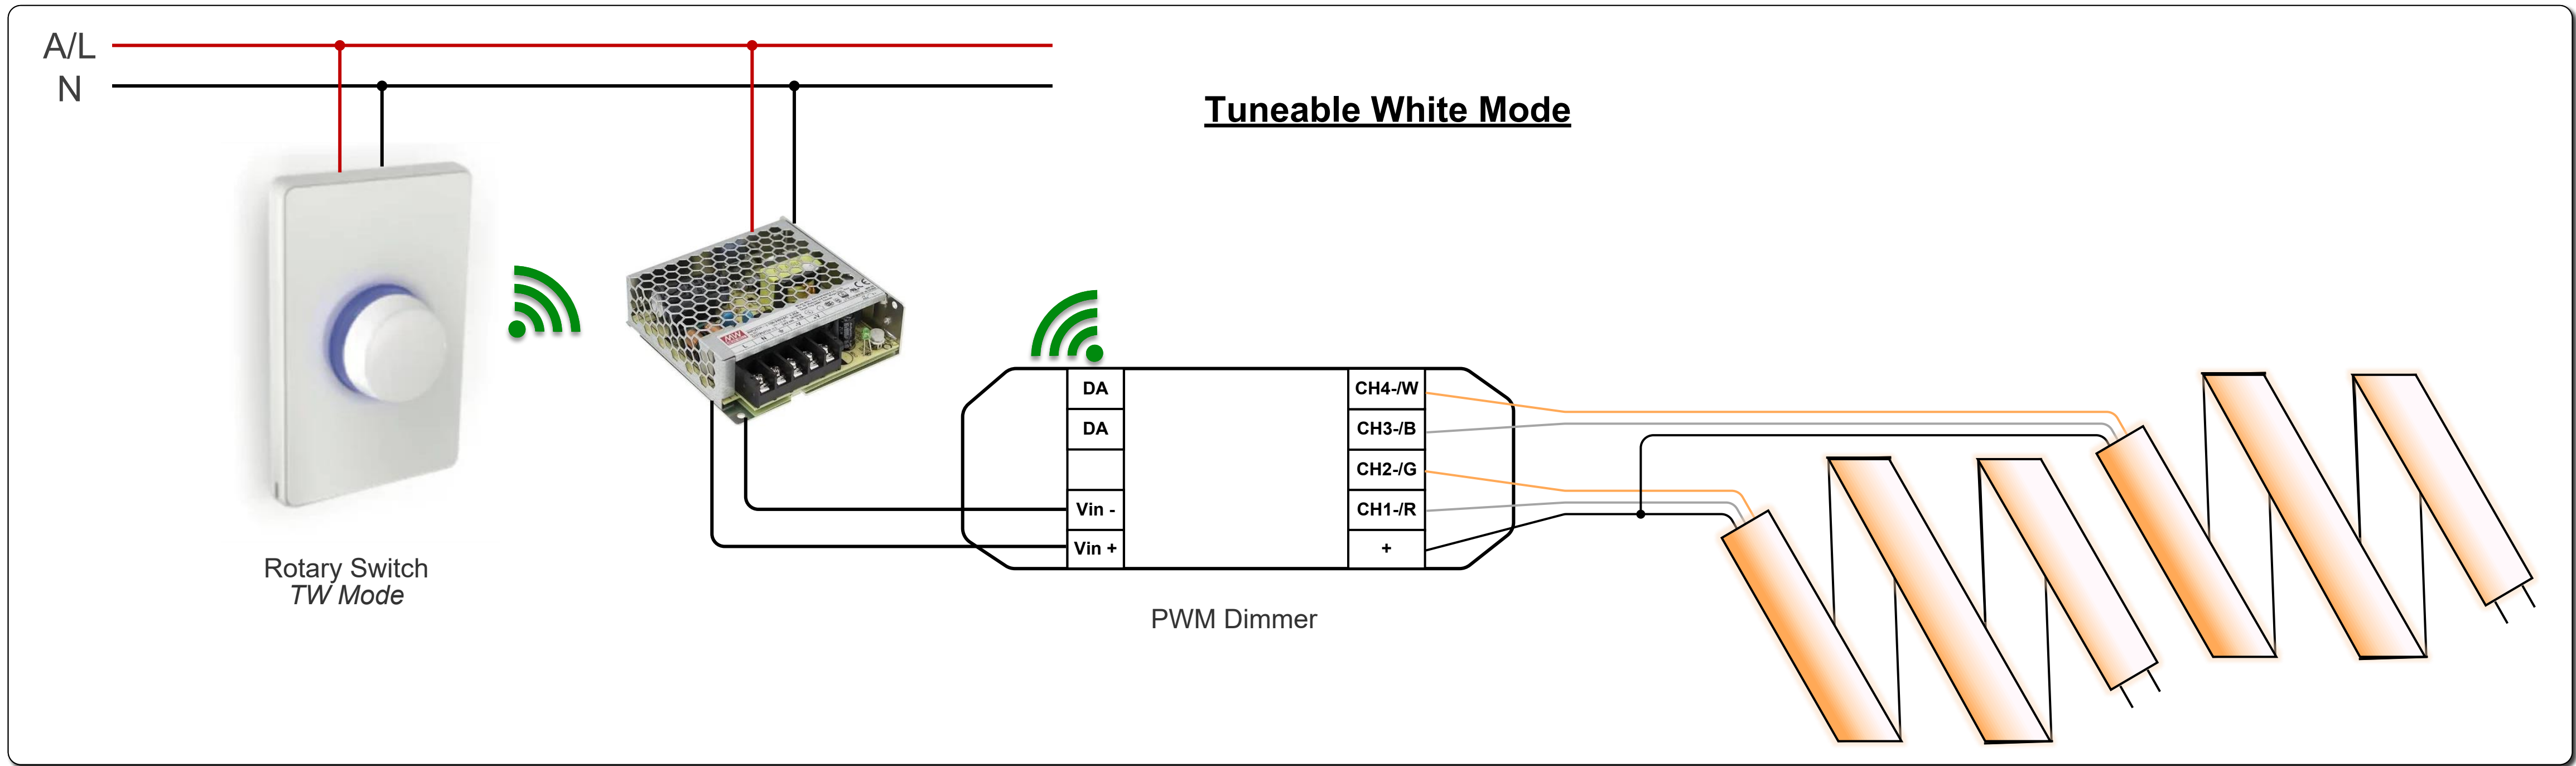 A/L
N
Tuneable White Mode
Rotary Switch
TW Mode
DA
DA
Vin -
Vin +
CH4-/W
CH3-/B
CH2-/G
CH1-/R
+
PWM Dimmer